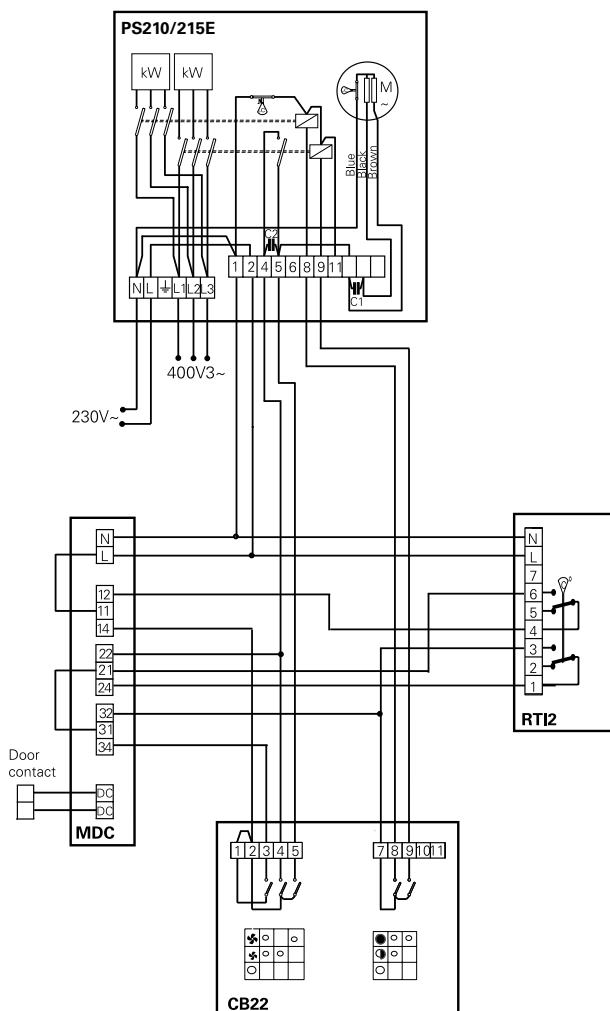 PS210/215E
kW kW
M
~
Blue
Black
Brown
C2
1 2 4 5 6 8 9 11
C1
N L L1 L2 L3
400V3~
230V~
N
L
12
11
14
22
21
24
32
31
34
DC
DC
MDC
Door
contact
N
L
7
6
5
4
3
2
1
RTI2
1 2 3 4 5
7 8 9 10 11
CB22